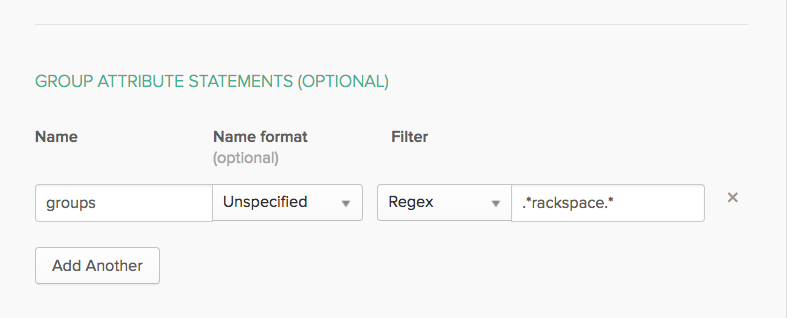 GROUP ATTRIBUTE STATEMENTS (OPTIONAL)
Name Name format Filter
(optional)
groups Unspecified Regex .*rackspace.*
Add Another